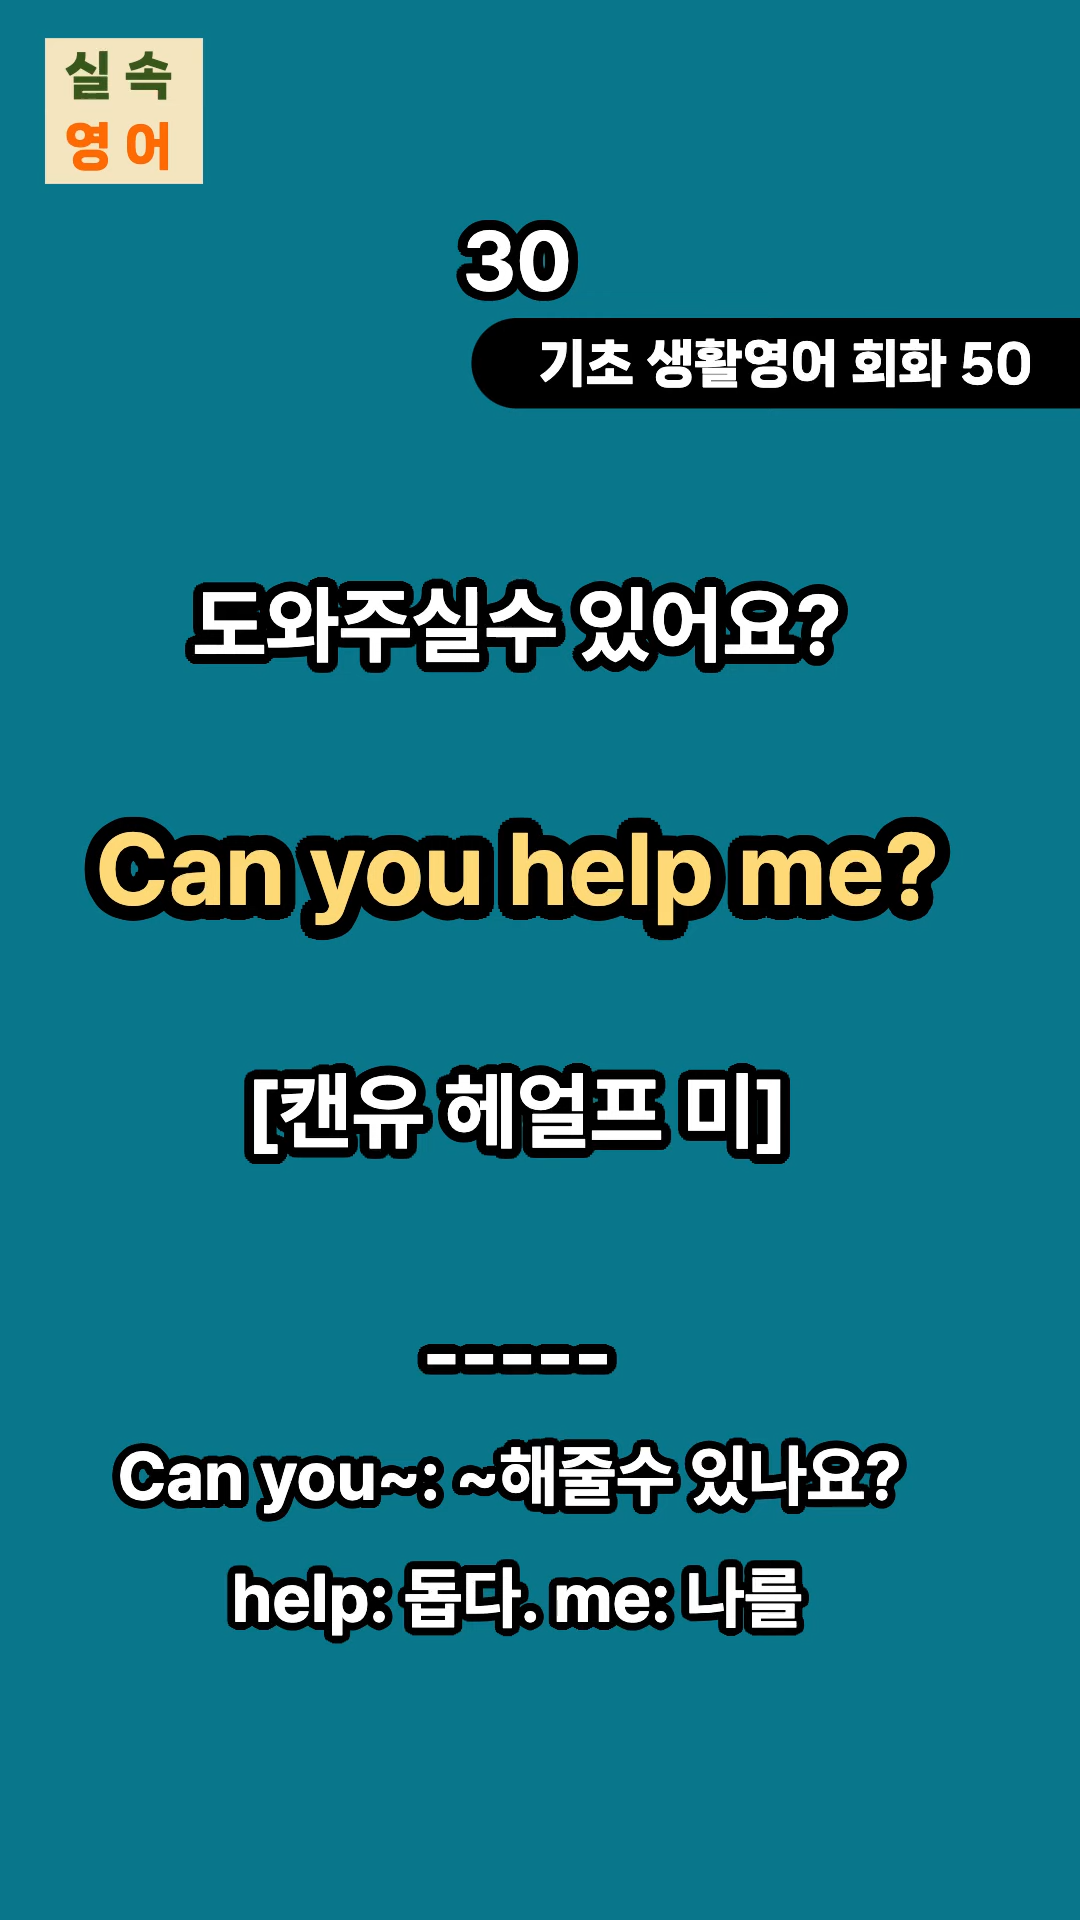 실속
영어
30
기초 생활영어 회화 50
도와주실수 있어요?
Can you help me?
[캔유 헤얼프 미]
-----
Can you~: ~해줄수 있나요?
help: 돕다. me: 나를